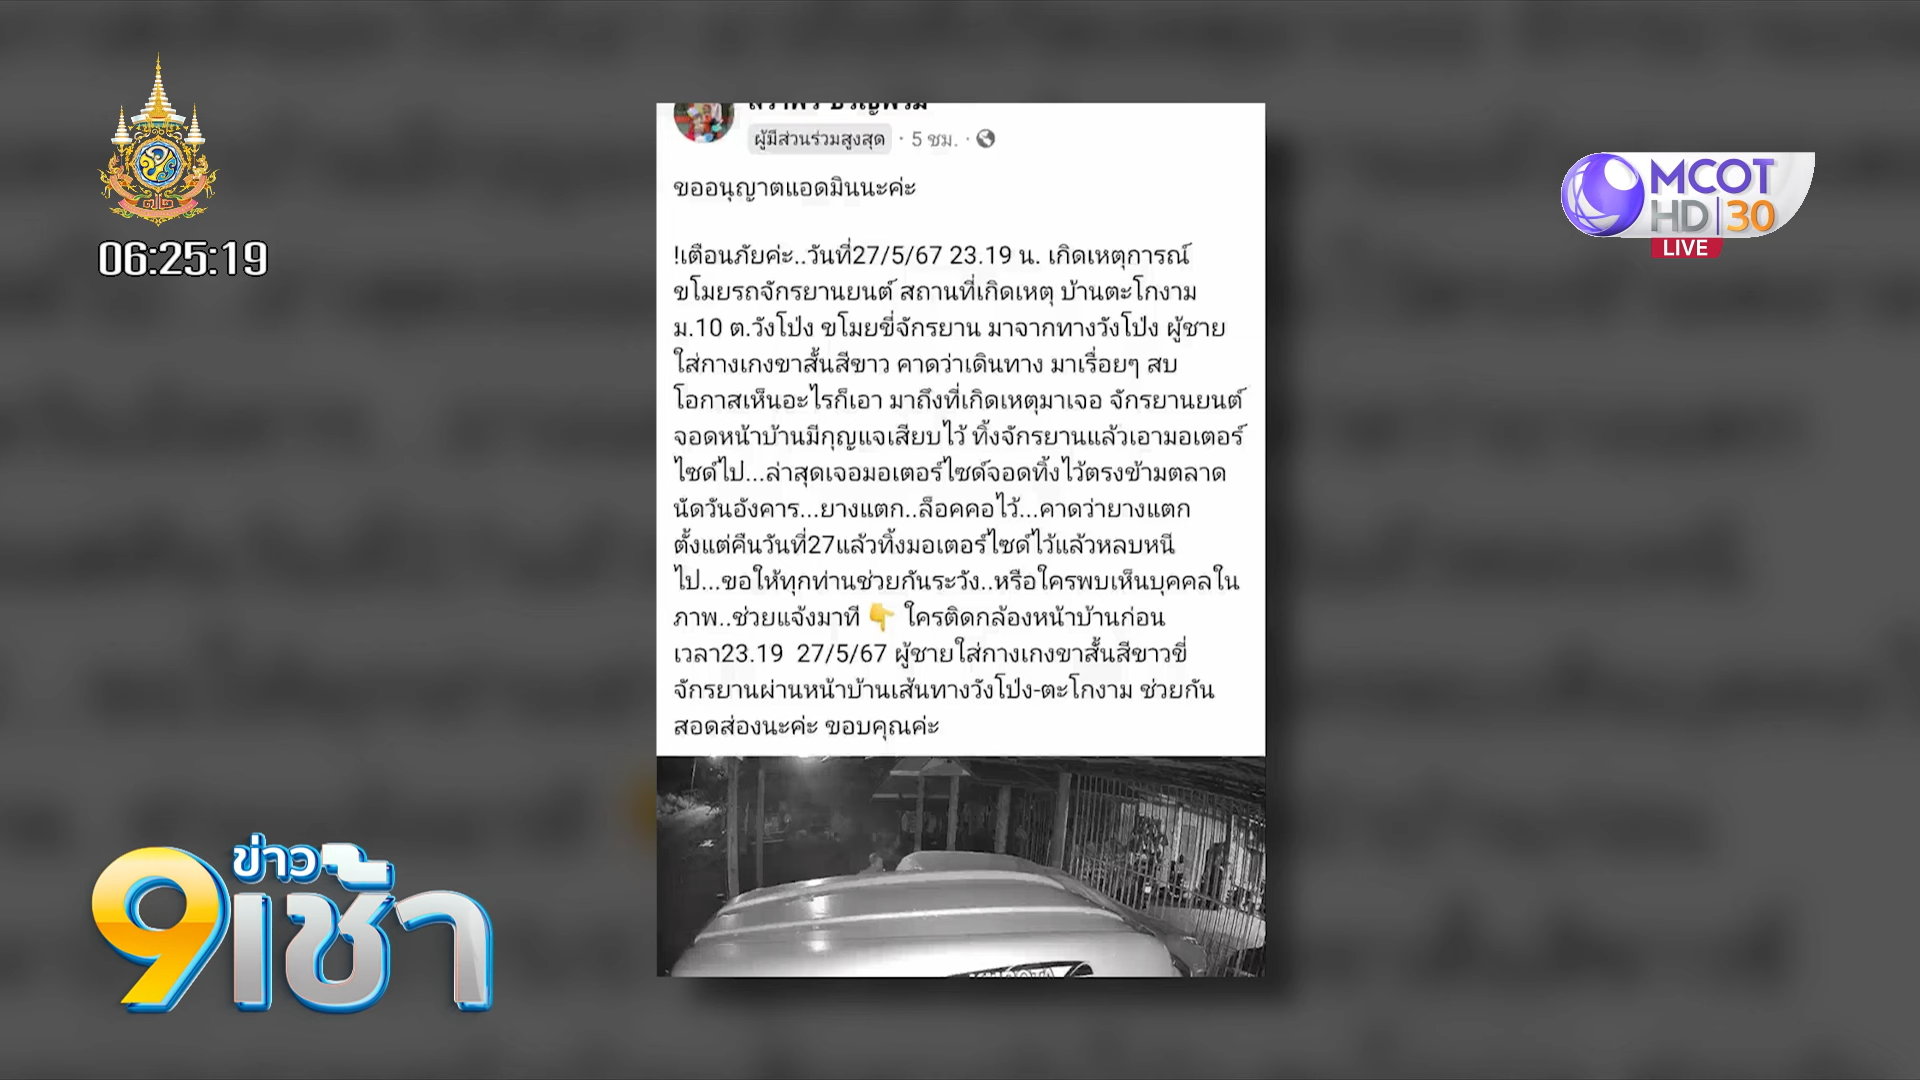 06:25:19
MCOT
HD 30
LIVE
ผู้มีส่วนร่วมสูงสุด · 5 ชม. ·
ขออนุญาตแอดมินนะค่ะ
!เตือนภัยค่ะ..วันที่27/5/67 23.19 น. เกิดเหตุการณ์
ขโมยรถจักรยานยนต์ สถานที่เกิดเหตุ บ้านตะโกงาม
ม.10 ต.วังโป่ง ขโมยขี่จักรยาน มาจากทางวังโป่ง ผู้ชาย
ใส่กางเกงขาสั้นสีขาว คาดว่าเดินทาง มาเรื่อยๆ สบ
โอกาสเห็นอะไรก็เอา มาถึงที่เกิดเหตุมาเจอ จักรยานยนต์
จอดหน้าบ้านมีกุญแจเสียบไว้ ทิ้งจักรยานแล้วเอามอเตอร์
ไซด์ไป...ล่าสุดเจอมอเตอร์ไซด์จอดทิ้งไว้ตรงข้ามตลาด
นัดวันอังคาร...ยางแตก..ล็อคคอไว้...คาดว่ายางแตก
ตั้งแต่คืนวันที่27แล้วทิ้งมอเตอร์ไซด์ไว้แล้วหลบหนี
ไป...ขอให้ทุกท่านช่วยกันระวัง..หรือใครพบเห็นบุคคลใน
ภาพ..ช่วยแจ้งมาที 👇 ใครติดกล้องหน้าบ้านก่อน
เวลา23.19 27/5/67 ผู้ชายใส่กางเกงขาสั้นสีขาวขี่
จักรยานผ่านหน้าบ้านเส้นทางวังโป่ง-ตะโกงาม ช่วยกัน
สอดส่องนะค่ะ ขอบคุณค่ะ
ข่าว
9เช้า